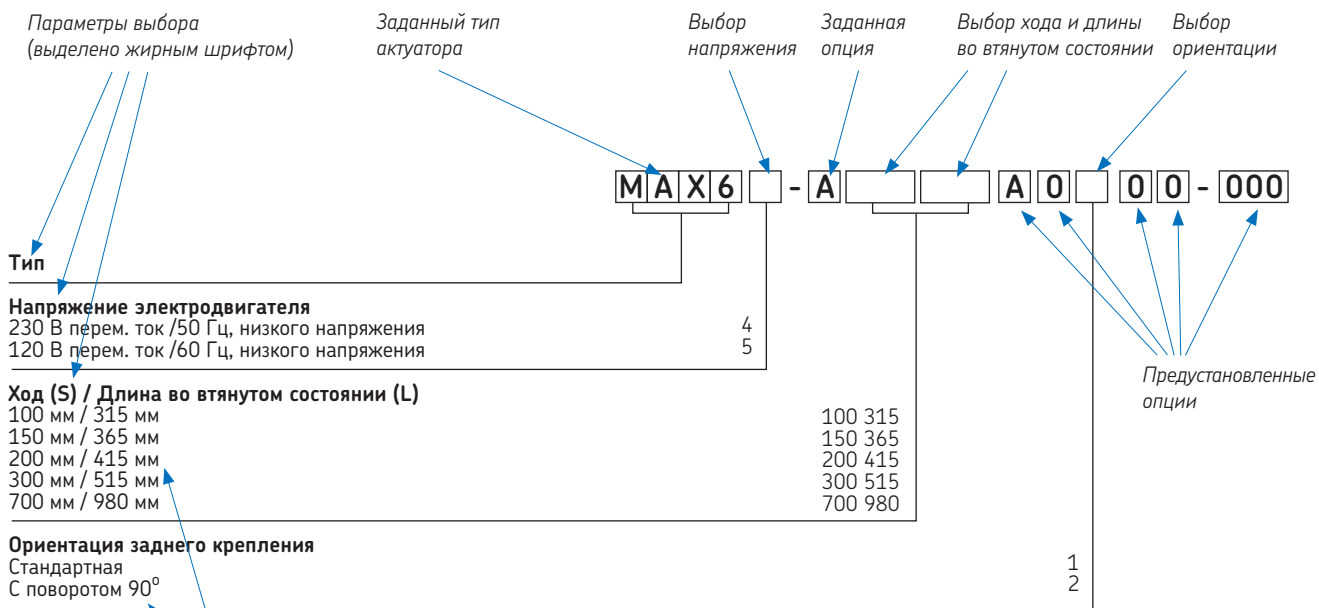 Параметры выбора
(выделено жирным шрифтом)
Заданный тип
актуатора
Выбор
напряжения
Заданная
опция
Выбор хода и длины
во втянутом состоянии
Выбор
ориентации
MAX6 - A A0 00 - 000
Тип
Напряжение электродвигателя
230 В перем. ток /50 Гц, низкого напряжения 4
120 В перем. ток /60 Гц, низкого напряжения 5
Предустановленные
опции
Ход (S) / Длина во втянутом состоянии (L)
100 мм / 315 мм 100 315
150 мм / 365 мм 150 365
200 мм / 415 мм 200 415
300 мм / 515 мм 300 515
700 мм / 980 мм 700 980
Ориентация заднего крепления
Стандартная 1
С поворотом 90⁰ 2